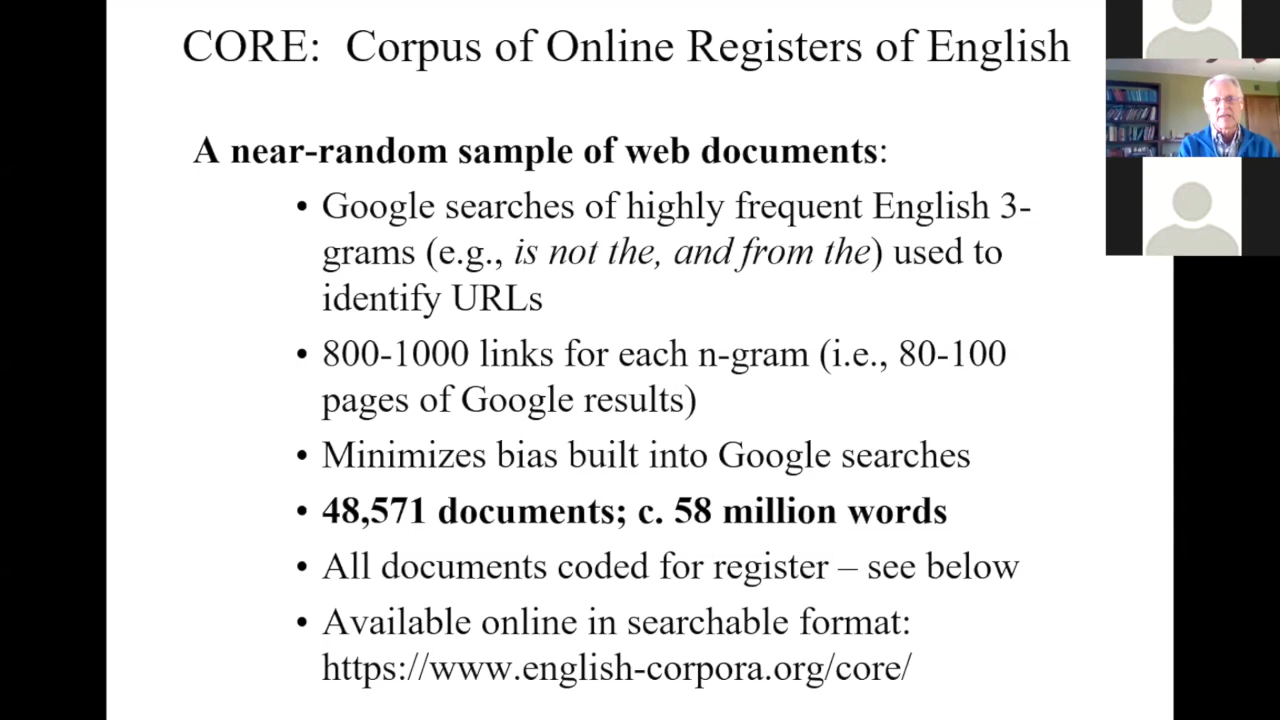 CORE: Corpus of Online Registers of English
A near-random sample of web documents:
• Google searches of highly frequent English 3-
grams (e.g., is not the, and from the) used to
identify URLs
• 800-1000 links for each n-gram (i.e., 80-100
pages of Google results)
• Minimizes bias built into Google searches
• 48,571 documents; c. 58 million words
• All documents coded for register – see below
• Available online in searchable format:
https://www.english-corpora.org/core/